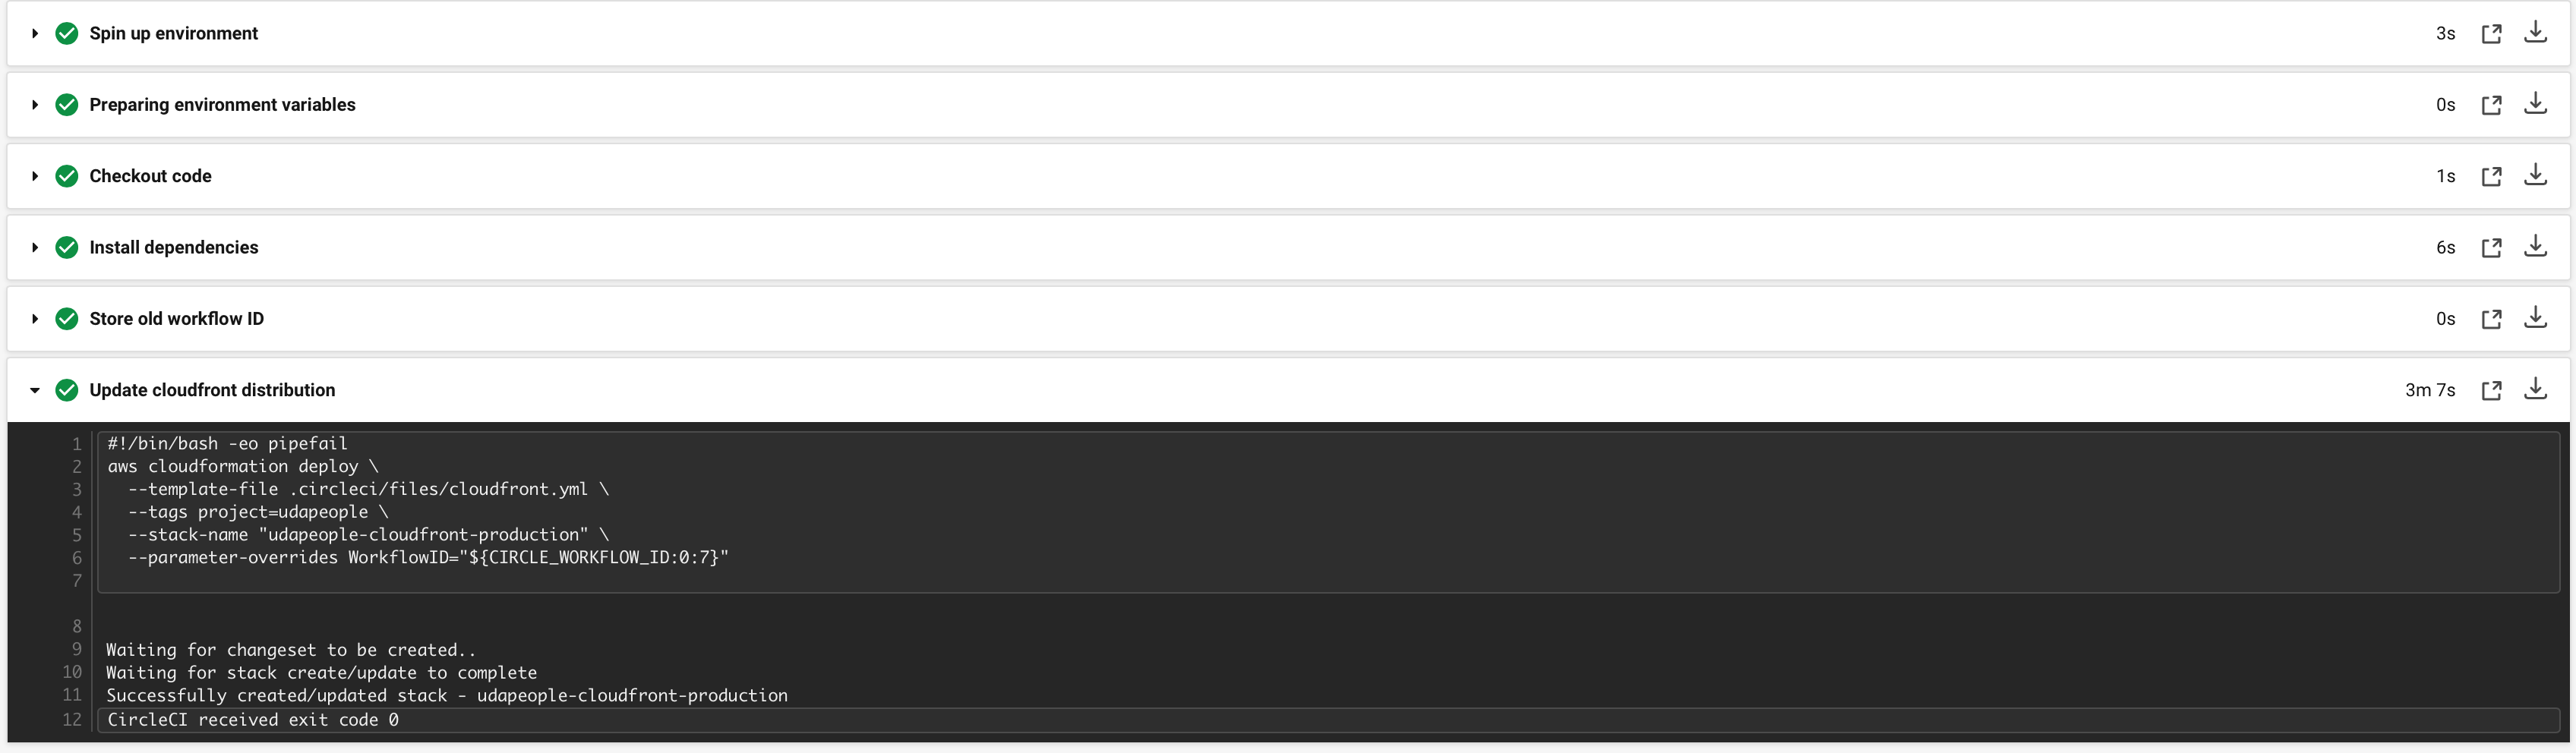 Spin up environment 3s
Preparing environment variables 0s
Checkout code 1s
Install dependencies 6s
Store old workflow ID 0s
Update cloudfront distribution 3m 7s
1 #!/bin/bash -eo pipefail
2 aws cloudformation deploy \
3   --template-file .circleci/files/cloudfront.yml \
4   --tags project=udapeople \
5   --stack-name "udapeople-cloudfront-production" \
6   --parameter-overrides WorkflowID="${CIRCLE_WORKFLOW_ID:0:7}"
7
8
9 Waiting for changeset to be created..
10 Waiting for stack create/update to complete
11 Successfully created/updated stack - udapeople-cloudfront-production
12 CircleCI received exit code 0